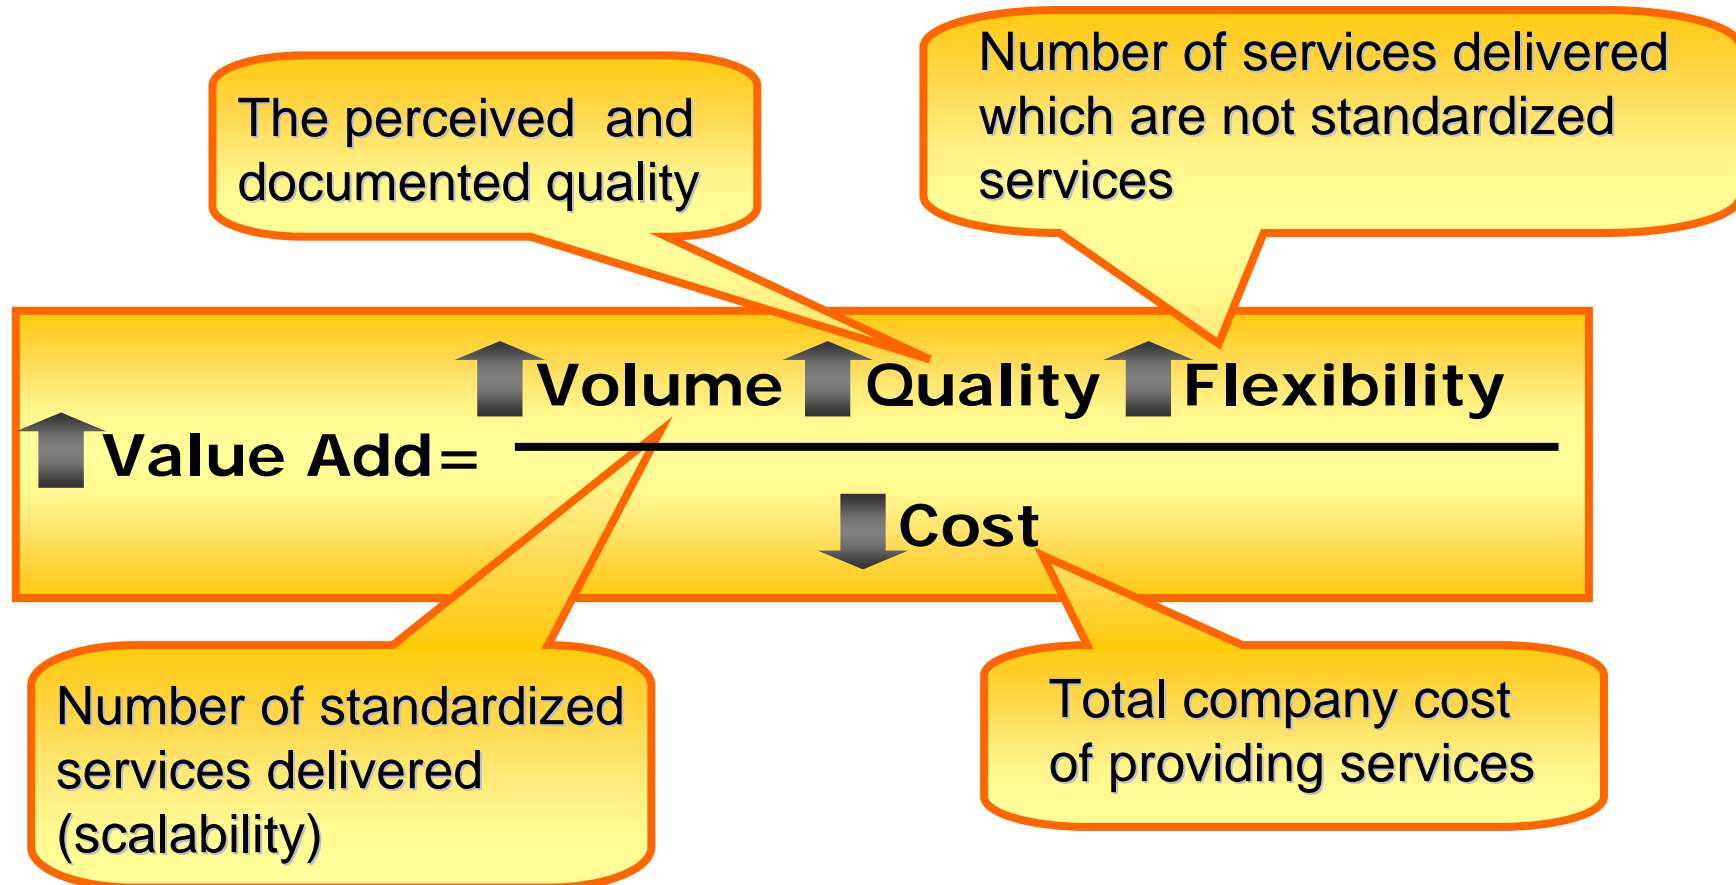 The perceived and
documented quality
Number of services delivered
which are not standardized
services
Volume Quality Flexibility
Value Add=
Cost
Number of standardized
services delivered
(scalability)
Total company cost
of providing services